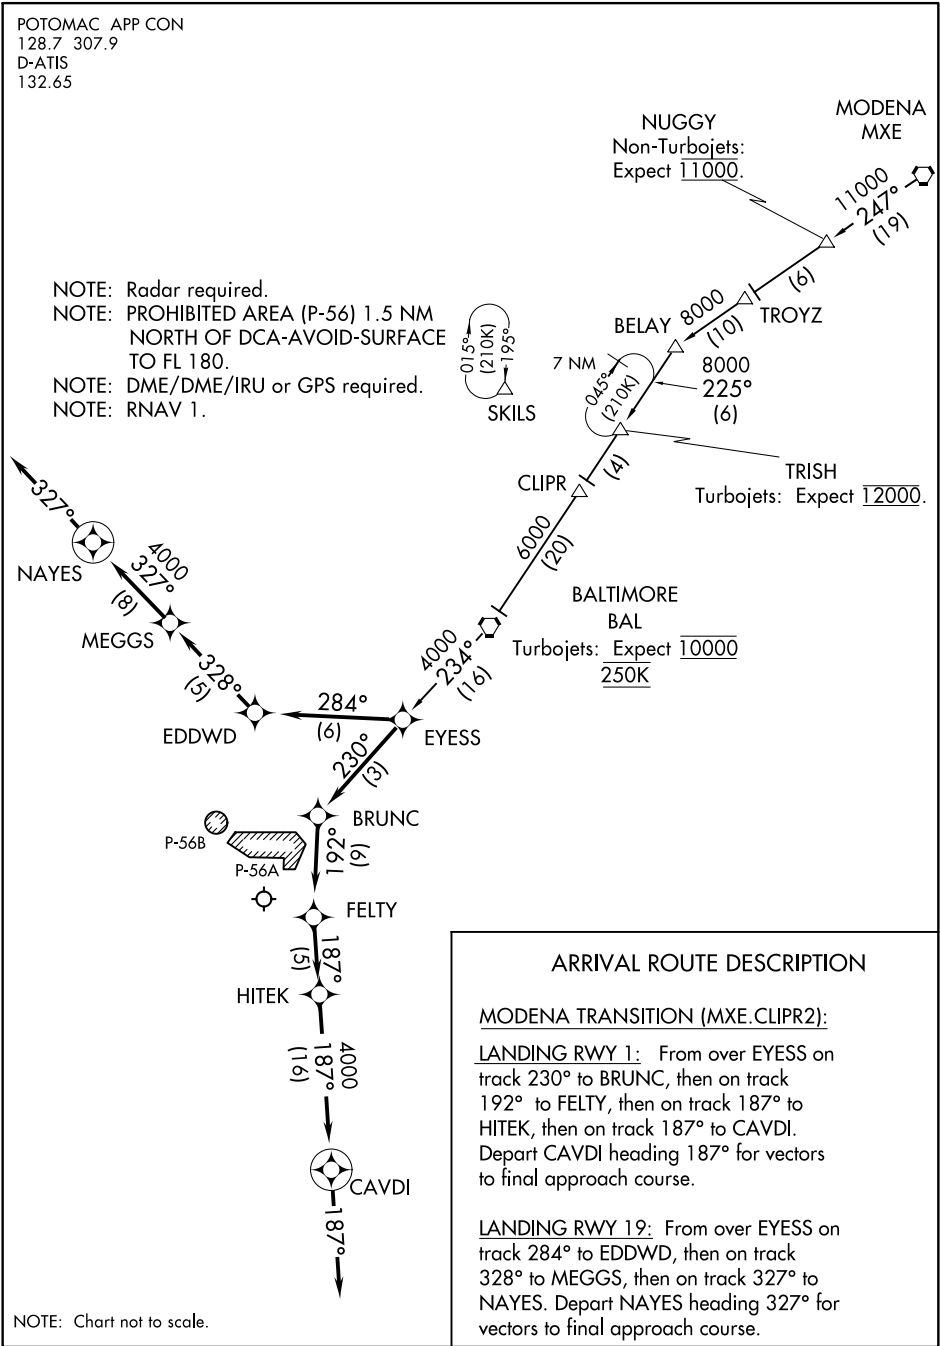 POTOMAC APP CON
128.7 307.9
D-ATIS
132.65
MODENA
MXE
NUGGY
Non-Turbojets:
Expect 11000.
11000
247°
(19)
(6)
TROYZ
8000
(10)
BELAY
8000
225°
(6)
7 NM
045°
(210K)
NOTE: Radar required.
NOTE: PROHIBITED AREA (P-56) 1.5 NM
NORTH OF DCA-AVOID-SURFACE
TO FL 180.
NOTE: DME/DME/IRU or GPS required.
NOTE: RNAV 1.
015°
(210K)
195°
SKILS
TRISH
Turbojets: Expect 12000.
(4)
CLIPR
6000
(20)
BALTIMORE
BAL
Turbojets: Expect 10000
250K
4000
234°
(16)
327°
NAYES
4000
327°
(8)
MEGGS
328°
(5)
EDDWD
284°
(6)
EYESS
230°
(3)
BRUNC
P-56B
P-56A
192°
(9)
FELTY
187°
(5)
HITEK
4000
187°
(16)
CAVDI
187°
NOTE: Chart not to scale.
ARRIVAL ROUTE DESCRIPTION
MODENA TRANSITION (MXE.CLIPR2):
LANDING RWY 1: From over EYESS on
track 230° to BRUNC, then on track
192° to FELTY, then on track 187° to
HITEK, then on track 187° to CAVDI.
Depart CAVDI heading 187° for vectors
to final approach course.
LANDING RWY 19: From over EYESS on
track 284° to EDDWD, then on track
328° to MEGGS, then on track 327° to
NAYES. Depart NAYES heading 327° for
vectors to final approach course.